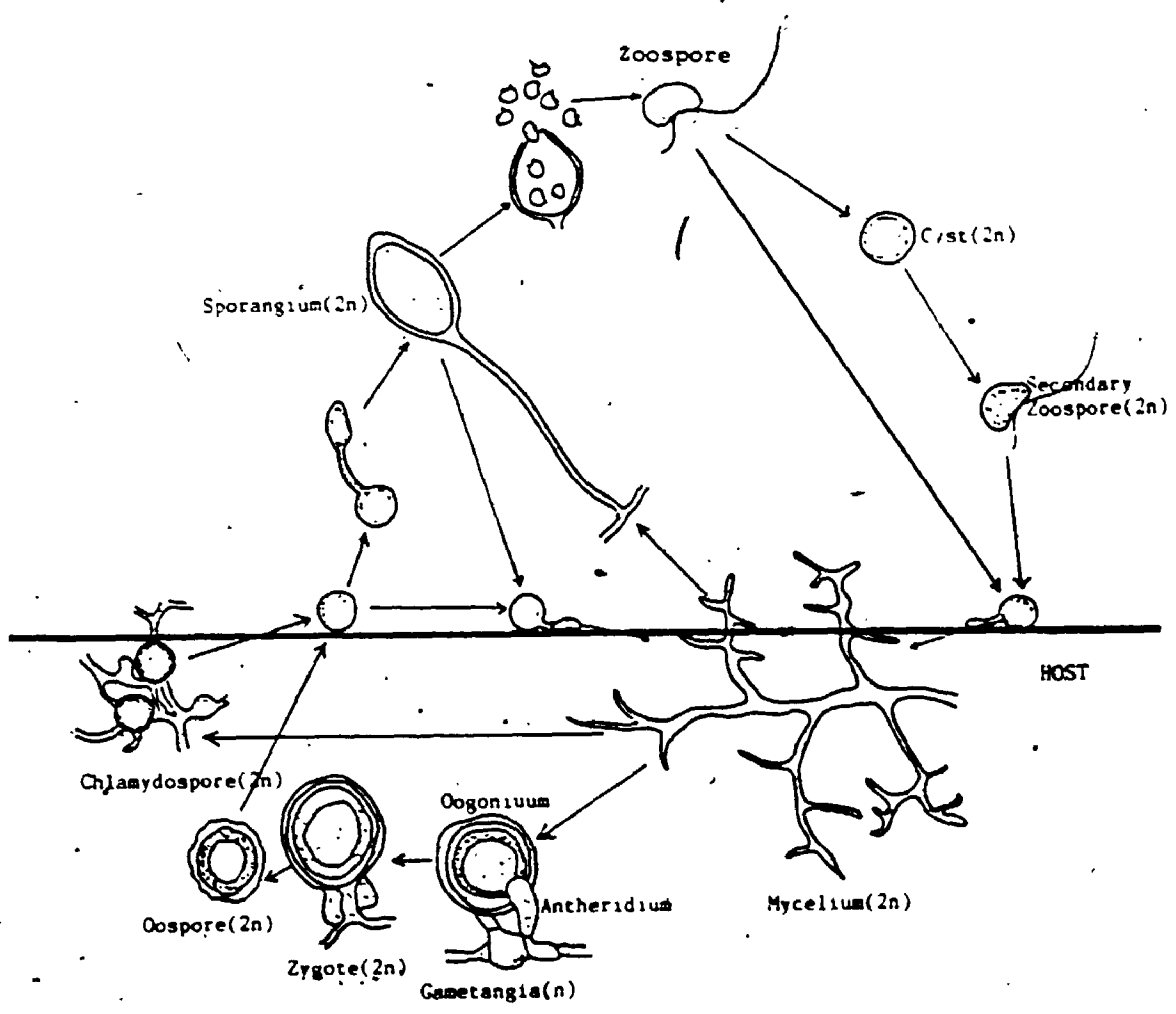 Zoospore
Cyst(2n)
Sporangium(2n)
Secondary
Zoospore(2n)
HOST
Chlamydospore(2n)
Oogoniuum
Antheridium
Mycelium(2n)
Oospore(2n)
Zygote(2n)
Gametangia(n)